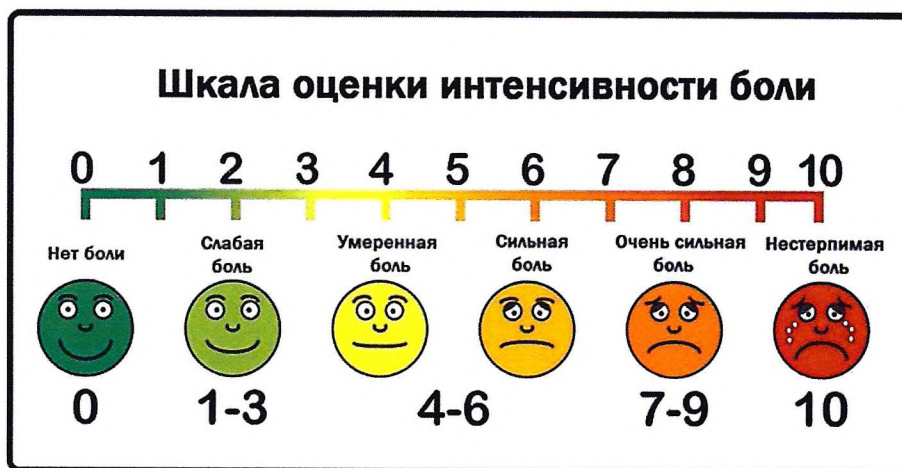 Шкала оценки интенсивности боли
0 1 2 3 4 5 6 7 8 9 10
Нет боли
Слабая
боль
Умеренная
боль
Сильная
боль
Очень сильная
боль
Нестерпимая
боль
0 1-3 4-6 7-9 10